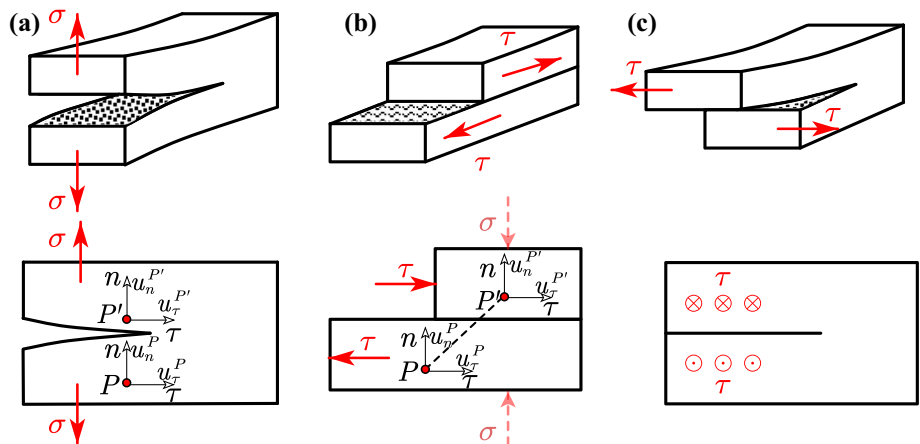 (a)
σ
σ
(b)
τ
τ
(c)
τ
τ
σ
n u_n^{P'}
P' u_τ^{P'}
τ
n u_n^P
P u_τ^P
τ
σ
σ
τ
n u_n^{P'}
P' u_τ^{P'}
τ
τ
n u_n^P
P u_τ^P
τ
σ
τ
τ